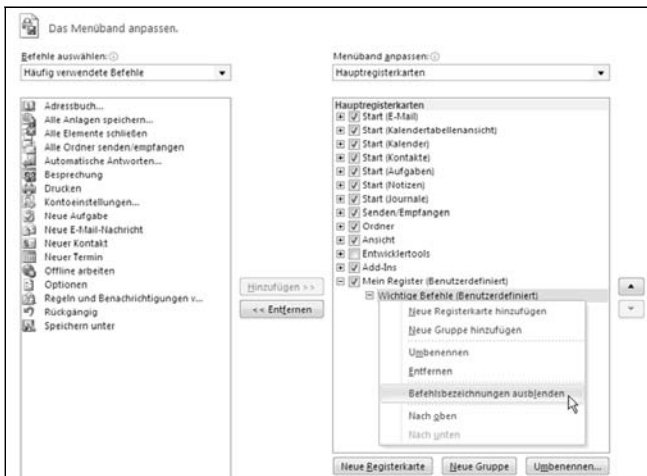 Das Menüband anpassen.
Befehle auswählen:
Häufig verwendete Befehle
Adressbuch...
Alle Anlagen speichern...
Alle Elemente schließen
Alle Ordner senden/empfangen
Automatische Antworten...
Besprechung
Drucken
Kontoeinstellungen...
Neue Aufgabe
Neue E-Mail-Nachricht
Neuer Kontakt
Neuer Termin
Offline arbeiten
Optionen
Regeln und Benachrichtigungen v...
Rückgängig
Speichern unter
Hinzufügen >>
<< Entfernen
Menüband anpassen:
Hauptregisterkarten
Hauptregisterkarten
Start (E-Mail)
Start (Kalendertabellenansicht)
Start (Kalender)
Start (Kontakte)
Start (Aufgaben)
Start (Notizen)
Start (Journale)
Senden/Empfangen
Ordner
Ansicht
Entwicklertools
Add-Ins
Mein Register (Benutzerdefiniert)
Wichtige Befehle (Benutzerdefiniert)
Neue Registerkarte hinzufügen
Neue Gruppe hinzufügen
Umbenennen
Entfernen
Befehlsbezeichnungen ausblenden
Nach oben
Nach unten
Neue Registerkarte
Neue Gruppe
Umbenennen...